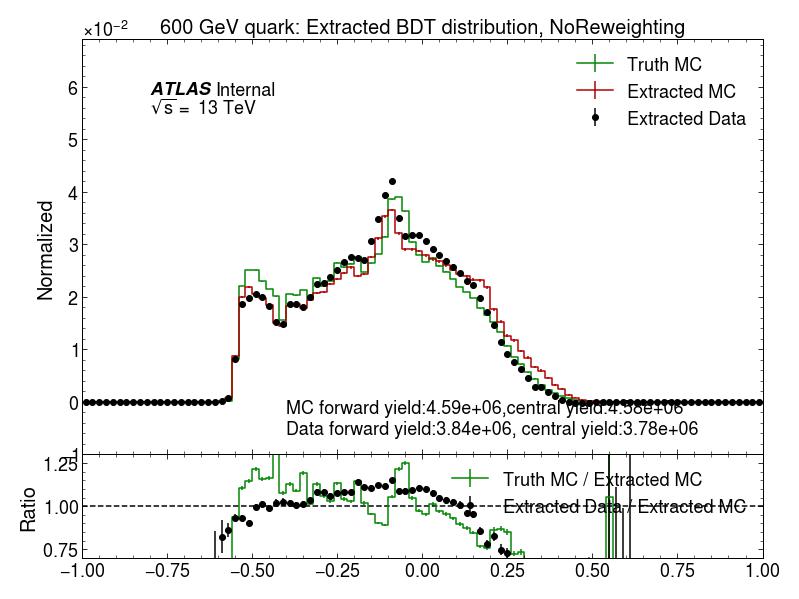 ×10⁻²
600 GeV quark: Extracted BDT distribution, NoReweighting
ATLAS Internal
√s = 13 TeV
Truth MC
Extracted MC
Extracted Data
Normalized
6
5
4
3
2
1
0
1
MC forward yield:4.59e+06,central yield:4.58e+06
Data forward yield:3.84e+06, central yield:3.78e+06
Truth MC / Extracted MC
Extracted Data / Extracted MC
Ratio
1.25
1.00
0.75
−1.00 −0.75 −0.50 −0.25 0.00 0.25 0.50 0.75 1.00